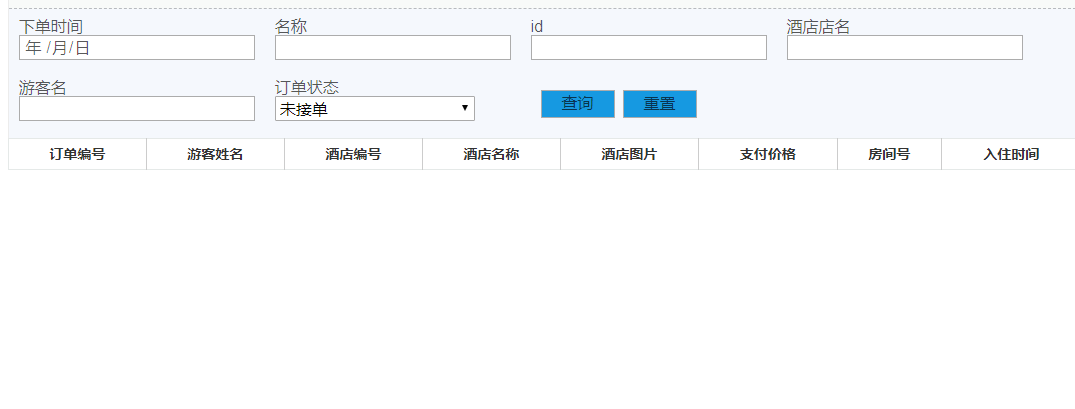 下单时间 名称 id 酒店店名
年 /月/日
游客名 订单状态
未接单 查询 重置
订单编号 游客姓名 酒店编号 酒店名称 酒店图片 支付价格 房间号 入住时间